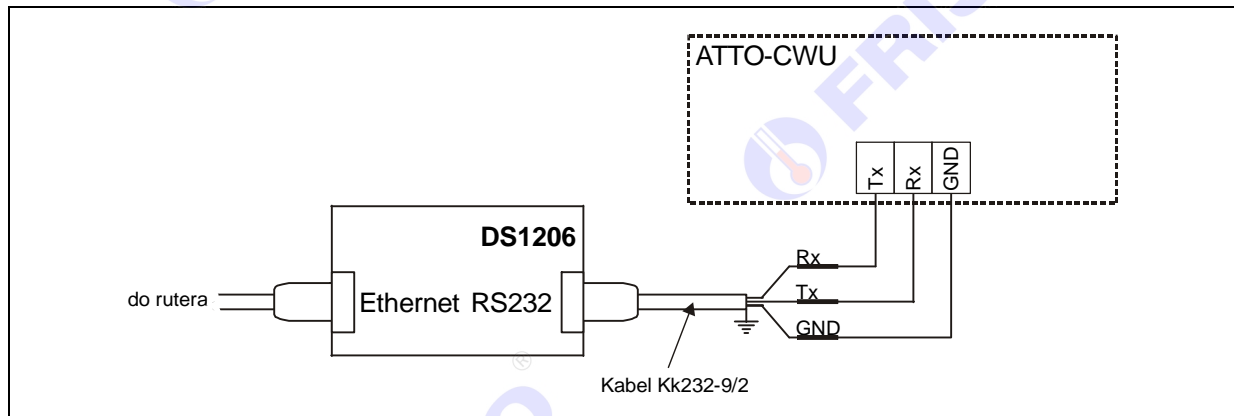 ATTO-CWU
Tx
Rx
GND
DS1206
do rutera
Ethernet RS232
Rx
Tx
GND
Kabel Kk232-9/2
®